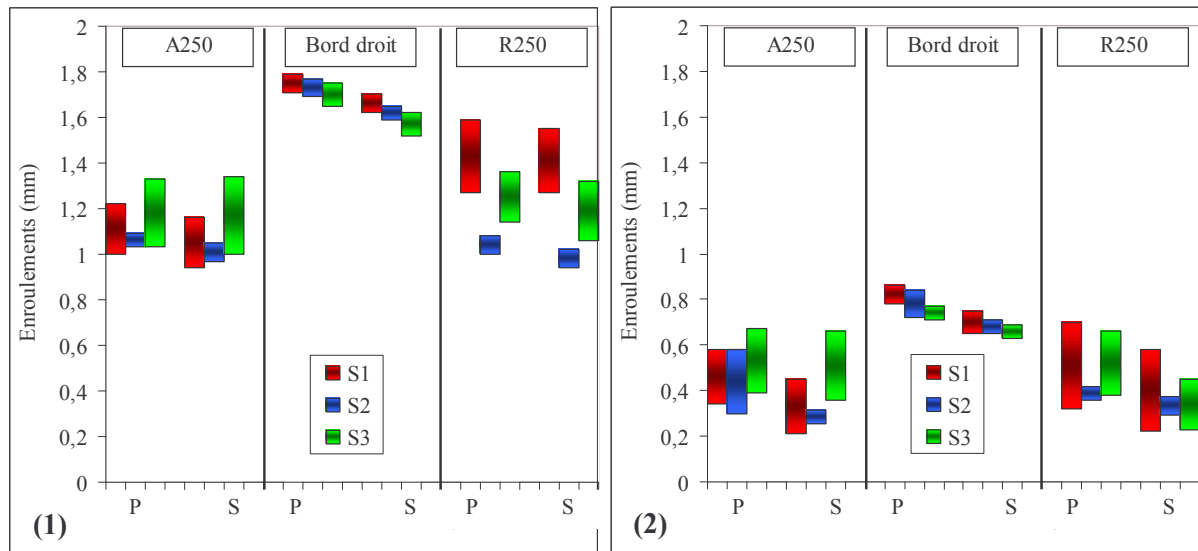 A250 Bord droit R250
Enroulements (mm)
2
1,8
1,6
1,4
1,2
1
0,8
0,6
0,4
0,2
0
S1
S2
S3
P S P S P S
(1)
A250 Bord droit R250
Enroulements (mm)
2
1,8
1,6
1,4
1,2
1
0,8
0,6
0,4
0,2
0
S1
S2
S3
P S P S P S
(2)